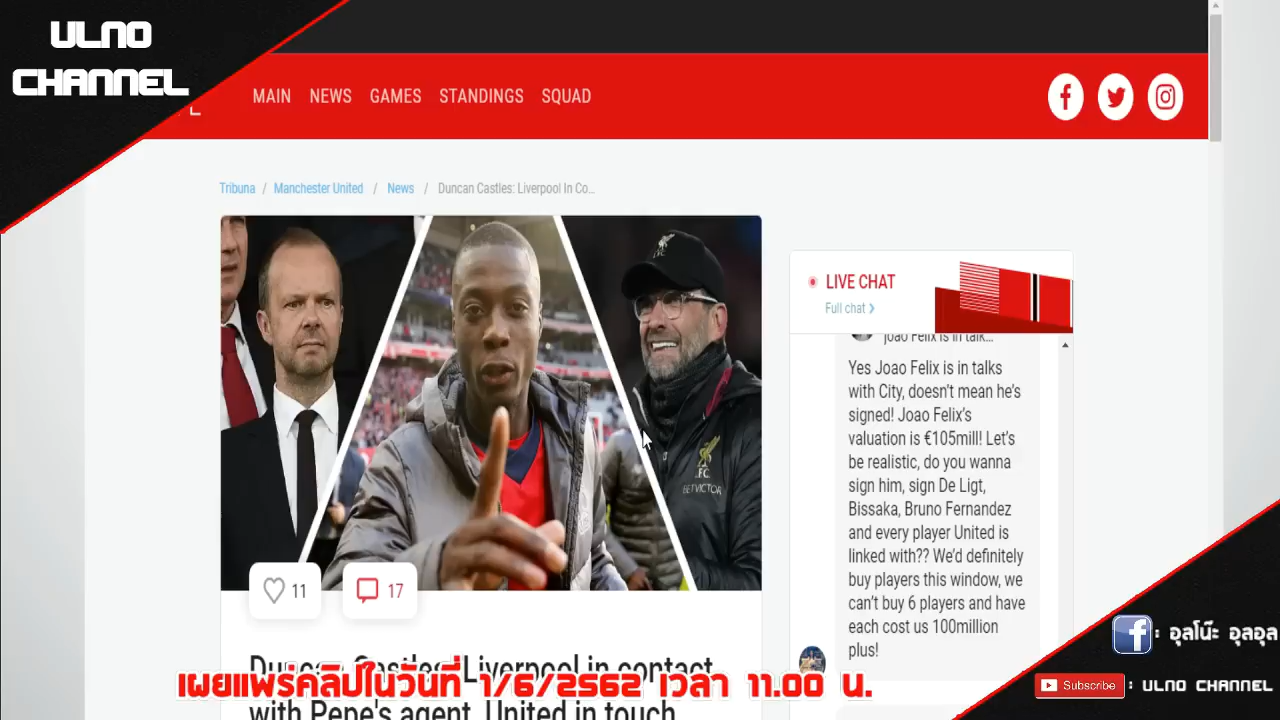 ULNO
CHANNEL
MAIN NEWS GAMES STANDINGS SQUAD
Tribuna / Manchester United / News / Duncan Castles: Liverpool In Co...
LIVE CHAT
Full chat
Joao Felix is in talk...
Yes Joao Felix is in talks
with City, doesn't mean he's
signed! Joao Felix's
valuation is €105mill! Let's
be realistic, do you wanna
sign him, sign De Ligt,
Bissaka, Bruno Fernandez
and every player United is
linked with?? We'd definitely
buy players this window, we
can't buy 6 players and have
each cost us 100million
plus!
BETVICTOR
11
17
Duncan Castles: Liverpool in contact
with Pepe's agent, United in touch
เผยแพร่คลิปในวันที่ 1/6/2562 เวลา 11.00 น.
: อุลโน๊ะ อุลอุล
Subscribe : ULNO CHANNEL